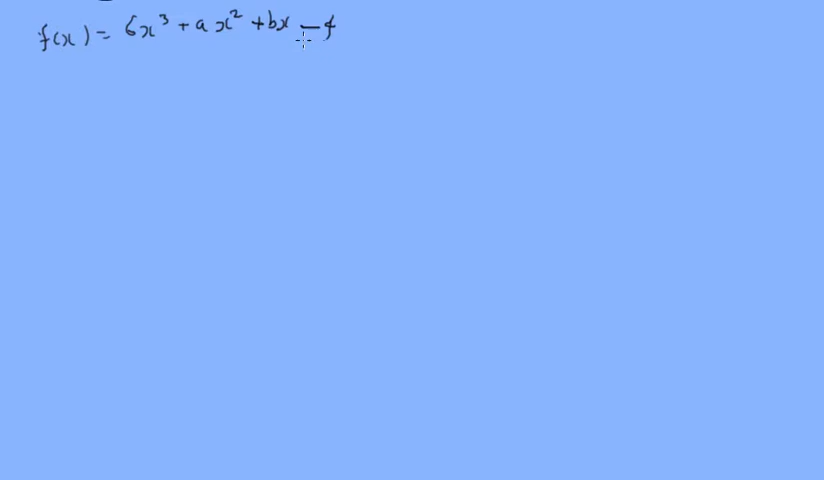 f(x) = 6x³ + ax² + bx - 4